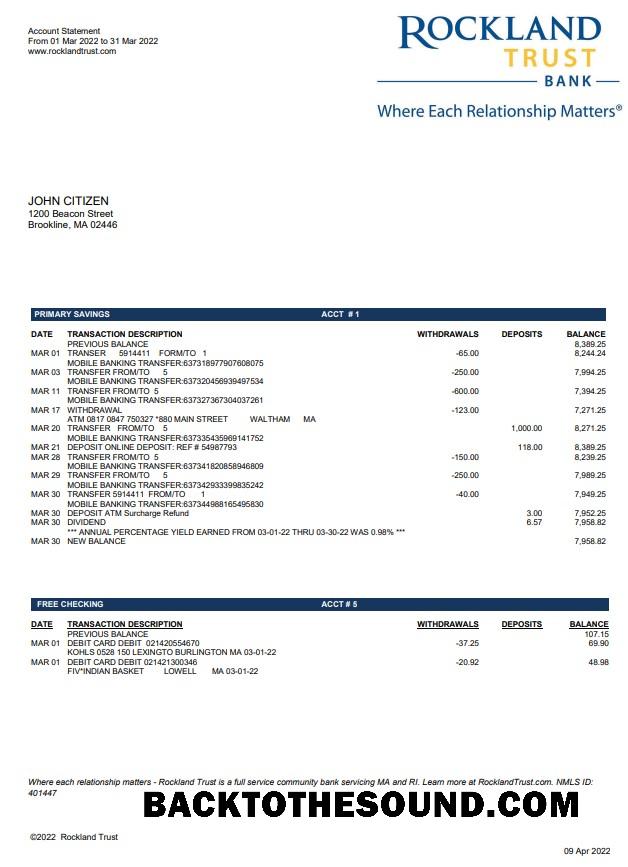 Account Statement
From 01 Mar 2022 to 31 Mar 2022
www.rocklandtrust.com
ROCKLAND
TRUST
BANK
Where Each Relationship Matters®
JOHN CITIZEN
1200 Beacon Street
Brookline, MA 02446
PRIMARY SAVINGS ACCT # 1
DATE TRANSACTION DESCRIPTION WITHDRAWALS DEPOSITS BALANCE
PREVIOUS BALANCE 8,389.25
MAR 01 TRANSER 5914411 FORM/TO 1 -65.00 8,244.24
MOBILE BANKING TRANSFER:637318977907608075
MAR 03 TRANSFER FROM/TO 5 -250.00 7,994.25
MOBILE BANKING TRANSFER:637320456939497534
MAR 11 TRANSFER FROM/TO 5 -600.00 7,394.25
MOBILE BANKING TRANSFER:637327367304037261
MAR 17 WITHDRAWAL -123.00 7,271.25
ATM 0817 0847 750327 *880 MAIN STREET WALTHAM MA
MAR 20 TRANSFER FROM/TO 5 1,000.00 8,271.25
MOBILE BANKING TRANSFER:637335435969141752
MAR 21 DEPOSIT ONLINE DEPOSIT: REF # 54987793 118.00 8,389.25
MAR 28 TRANSFER FROM/TO 5 -150.00 8,239.25
MOBILE BANKING TRANSFER:637341820858946809
MAR 29 TRANSFER FROM/TO 5 -250.00 7,989.25
MOBILE BANKING TRANSFER:637342933399835242
MAR 30 TRANSFER 5914411 FROM/TO 1 -40.00 7,949.25
MOBILE BANKING TRANSFER:637344988165495830
MAR 30 DEPOSIT ATM Surcharge Refund 3.00 7,952.25
MAR 30 DIVIDEND 6.57 7,958.82
*** ANNUAL PERCENTAGE YIELD EARNED FROM 03-01-22 THRU 03-30-22 WAS 0.98% ***
MAR 30 NEW BALANCE 7,958.82
FREE CHECKING ACCT # 5
DATE TRANSACTION DESCRIPTION WITHDRAWALS DEPOSITS BALANCE
PREVIOUS BALANCE 107.15
MAR 01 DEBIT CARD DEBIT 021420554670 -37.25 69.90
KOHLS 0528 150 LEXINGTO BURLINGTON MA 03-01-22
MAR 01 DEBIT CARD DEBIT 021421300346 -20.92 48.98
FIV*INDIAN BASKET LOWELL MA 03-01-22
Where each relationship matters - Rockland Trust is a full service community bank servicing MA and RI. Learn more at RocklandTrust.com. NMLS ID:
401447
BACKTOTHESOUND.COM
©2022 Rockland Trust
09 Apr 2022